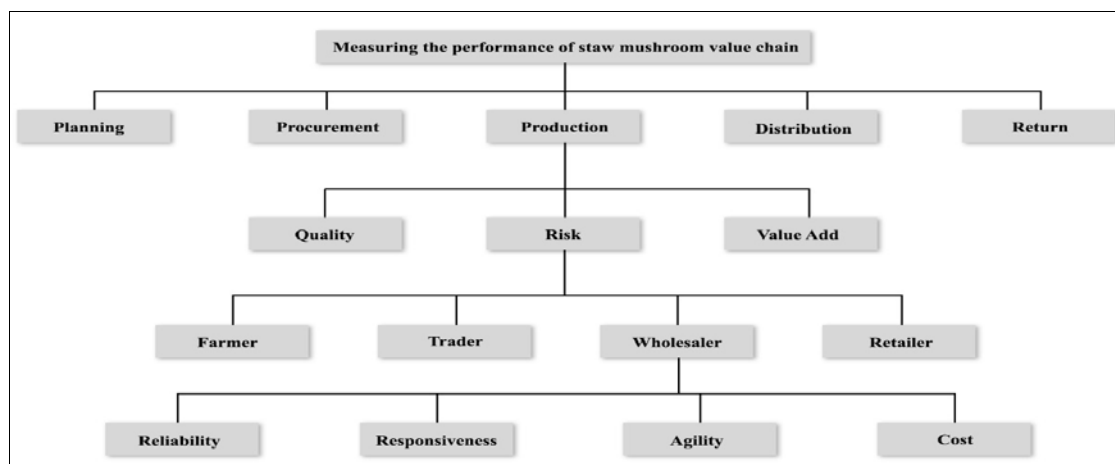 Measuring the performance of staw mushroom value chain
Planning
Procurement
Production
Distribution
Return
Quality
Risk
Value Add
Farmer
Trader
Wholesaler
Retailer
Reliability
Responsiveness
Agility
Cost